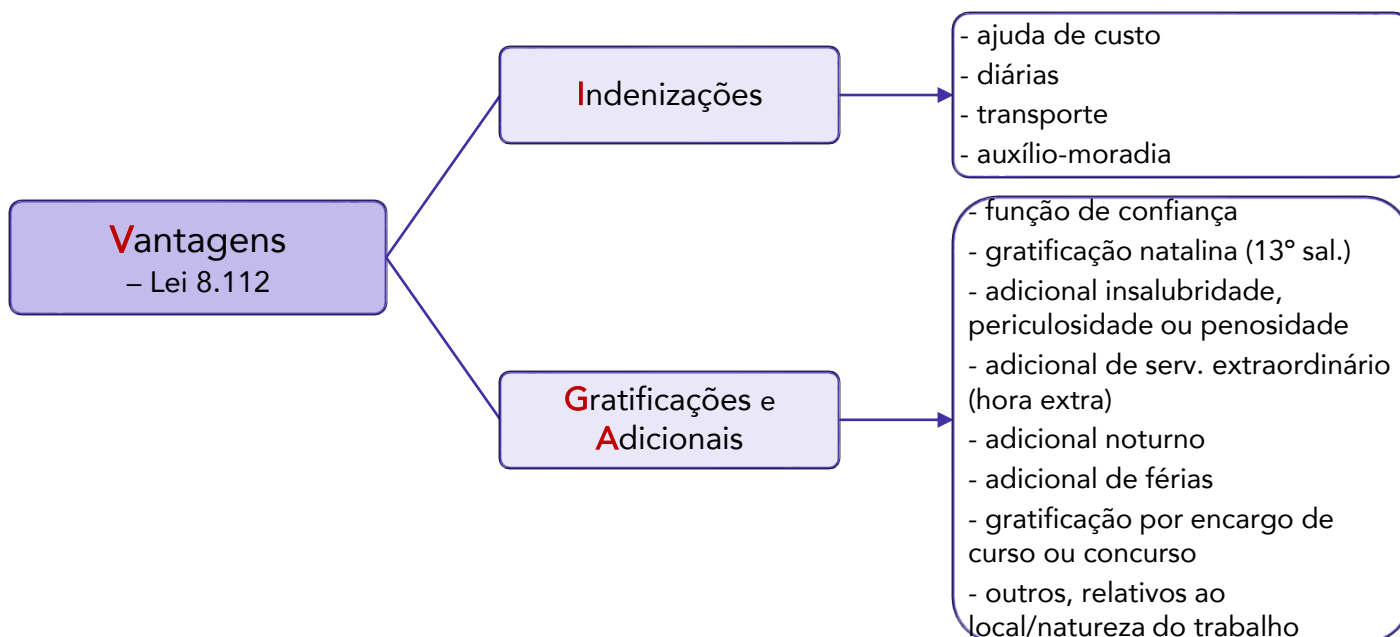 Vantagens
– Lei 8.112
Indenizações
- ajuda de custo
- diárias
- transporte
- auxílio-moradia
Gratificações e
Adicionais
- função de confiança
- gratificação natalina (13º sal.)
- adicional insalubridade,
periculosidade ou penosidade
- adicional de serv. extraordinário
(hora extra)
- adicional noturno
- adicional de férias
- gratificação por encargo de
curso ou concurso
- outros, relativos ao
local/natureza do trabalho